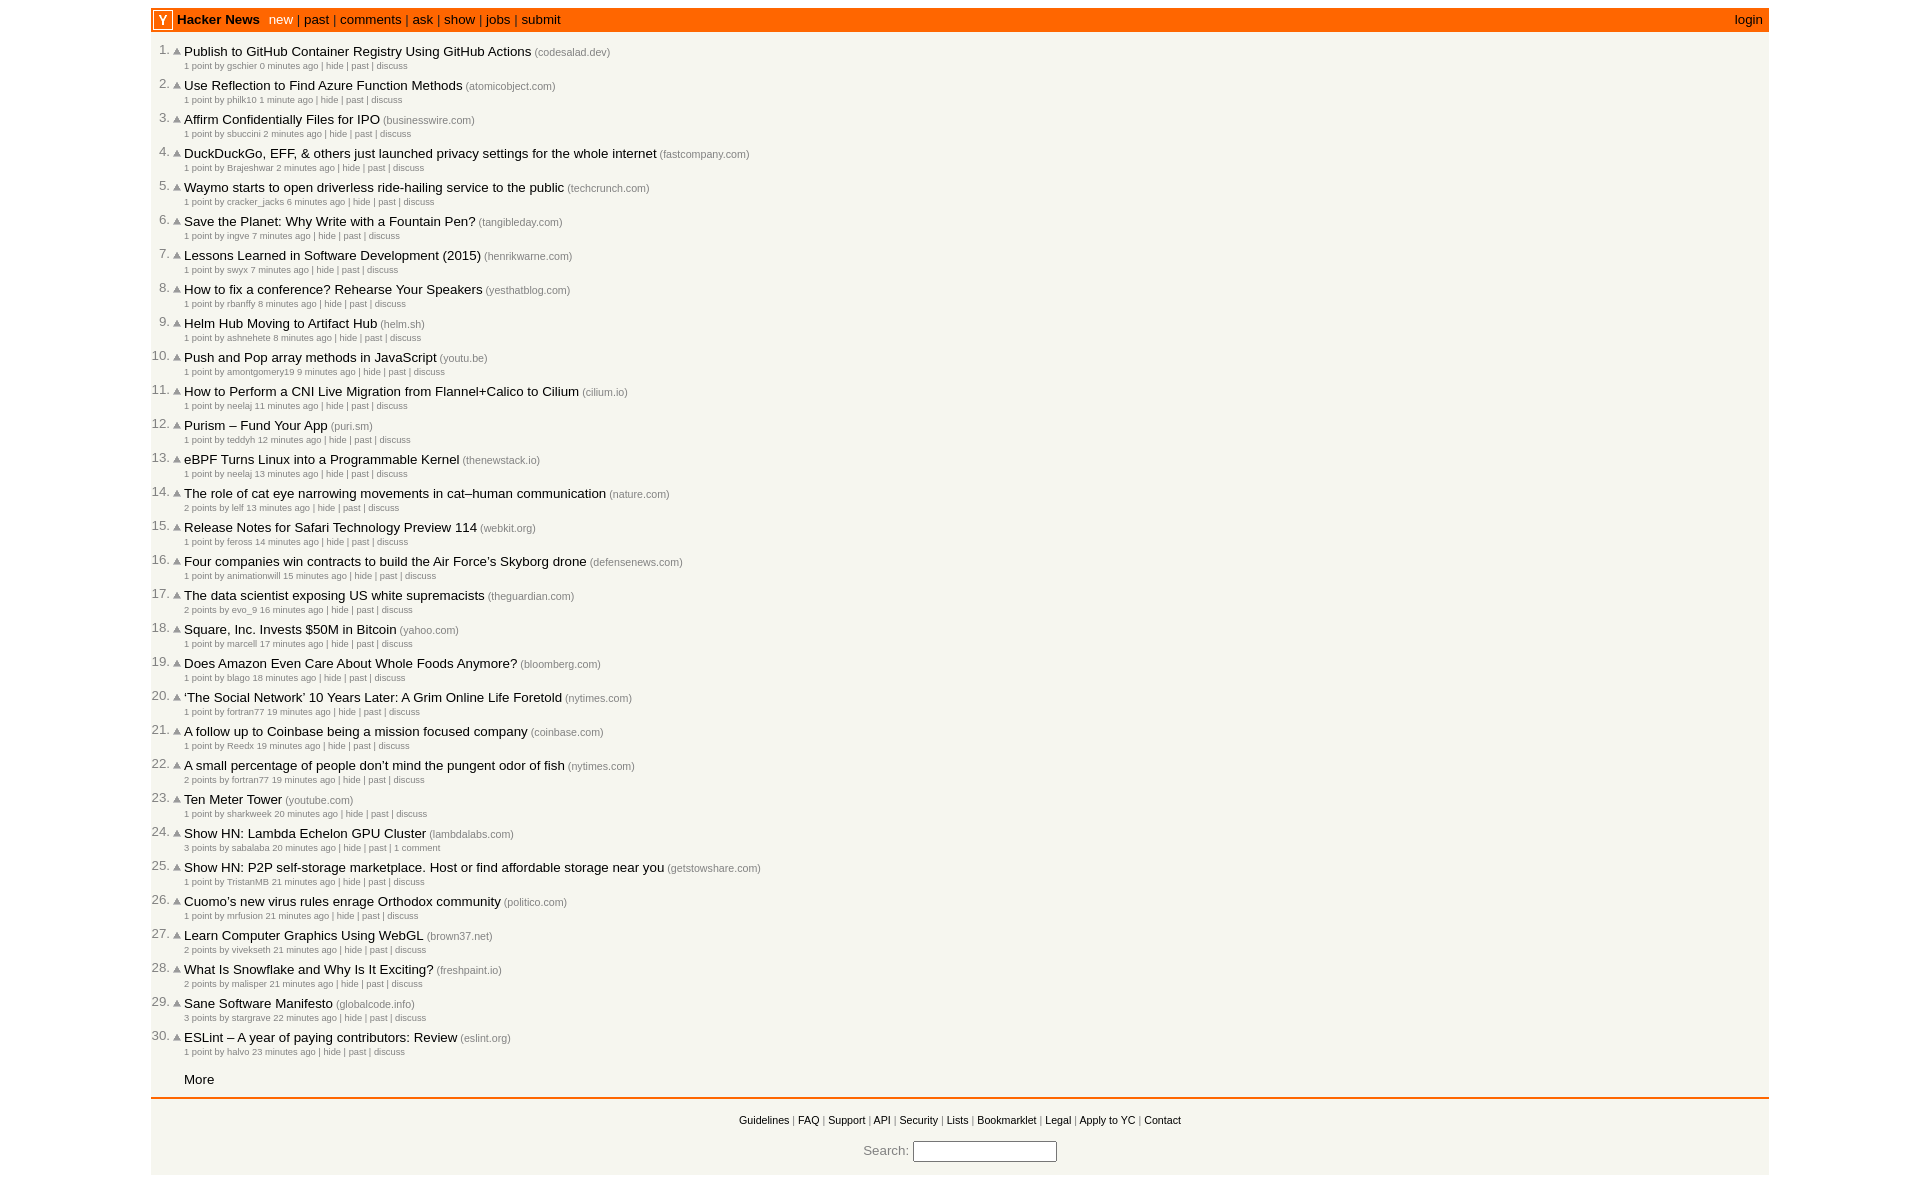 Y Hacker News new | past | comments | ask | show | jobs | submit login
1. Publish to GitHub Container Registry Using GitHub Actions (codesalad.dev)
1 point by gschier 0 minutes ago | hide | past | discuss
2. Use Reflection to Find Azure Function Methods (atomicobject.com)
1 point by philk10 1 minute ago | hide | past | discuss
3. Affirm Confidentially Files for IPO (businesswire.com)
1 point by sbuccini 2 minutes ago | hide | past | discuss
4. DuckDuckGo, EFF, & others just launched privacy settings for the whole internet (fastcompany.com)
1 point by Brajeshwar 2 minutes ago | hide | past | discuss
5. Waymo starts to open driverless ride-hailing service to the public (techcrunch.com)
1 point by cracker_jacks 6 minutes ago | hide | past | discuss
6. Save the Planet: Why Write with a Fountain Pen? (tangibleday.com)
1 point by ingve 7 minutes ago | hide | past | discuss
7. Lessons Learned in Software Development (2015) (henrikwarne.com)
1 point by swyx 7 minutes ago | hide | past | discuss
8. How to fix a conference? Rehearse Your Speakers (yesthatblog.com)
1 point by rbanffy 8 minutes ago | hide | past | discuss
9. Helm Hub Moving to Artifact Hub (helm.sh)
1 point by ashnehete 8 minutes ago | hide | past | discuss
10. Push and Pop array methods in JavaScript (youtu.be)
1 point by amontgomery19 9 minutes ago | hide | past | discuss
11. How to Perform a CNI Live Migration from Flannel+Calico to Cilium (cilium.io)
1 point by neelaj 11 minutes ago | hide | past | discuss
12. Purism – Fund Your App (puri.sm)
1 point by teddyh 12 minutes ago | hide | past | discuss
13. eBPF Turns Linux into a Programmable Kernel (thenewstack.io)
1 point by neelaj 13 minutes ago | hide | past | discuss
14. The role of cat eye narrowing movements in cat–human communication (nature.com)
2 points by lelf 13 minutes ago | hide | past | discuss
15. Release Notes for Safari Technology Preview 114 (webkit.org)
1 point by feross 14 minutes ago | hide | past | discuss
16. Four companies win contracts to build the Air Force’s Skyborg drone (defensenews.com)
1 point by animationwill 15 minutes ago | hide | past | discuss
17. The data scientist exposing US white supremacists (theguardian.com)
2 points by evo_9 16 minutes ago | hide | past | discuss
18. Square, Inc. Invests $50M in Bitcoin (yahoo.com)
1 point by marcell 17 minutes ago | hide | past | discuss
19. Does Amazon Even Care About Whole Foods Anymore? (bloomberg.com)
1 point by blago 18 minutes ago | hide | past | discuss
20. ‘The Social Network’ 10 Years Later: A Grim Online Life Foretold (nytimes.com)
1 point by fortran77 19 minutes ago | hide | past | discuss
21. A follow up to Coinbase being a mission focused company (coinbase.com)
1 point by Reedx 19 minutes ago | hide | past | discuss
22. A small percentage of people don’t mind the pungent odor of fish (nytimes.com)
2 points by fortran77 19 minutes ago | hide | past | discuss
23. Ten Meter Tower (youtube.com)
1 point by sharkweek 20 minutes ago | hide | past | discuss
24. Show HN: Lambda Echelon GPU Cluster (lambdalabs.com)
3 points by sabalaba 20 minutes ago | hide | past | 1 comment
25. Show HN: P2P self-storage marketplace. Host or find affordable storage near you (getstowshare.com)
1 point by TristanMB 21 minutes ago | hide | past | discuss
26. Cuomo’s new virus rules enrage Orthodox community (politico.com)
1 point by mrfusion 21 minutes ago | hide | past | discuss
27. Learn Computer Graphics Using WebGL (brown37.net)
2 points by vivekseth 21 minutes ago | hide | past | discuss
28. What Is Snowflake and Why Is It Exciting? (freshpaint.io)
2 points by malisper 21 minutes ago | hide | past | discuss
29. Sane Software Manifesto (globalcode.info)
3 points by stargrave 22 minutes ago | hide | past | discuss
30. ESLint – A year of paying contributors: Review (eslint.org)
1 point by halvo 23 minutes ago | hide | past | discuss
More
Guidelines | FAQ | Support | API | Security | Lists | Bookmarklet | Legal | Apply to YC | Contact
Search: